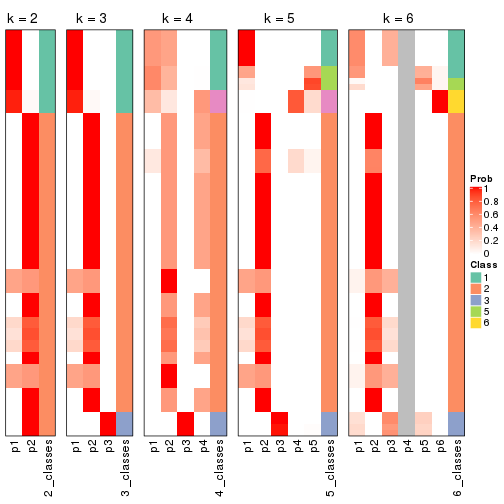 k = 2
k = 3
k = 4
k = 5
k = 6
Prob
1
0.8
0.6
0.4
0.2
0
Class
1
2
3
5
6
p1
p2
2_classes
p1
p2
p3
3_classes
p1
p2
p3
p4
4_classes
p1
p2
p3
p4
p5
5_classes
p1
p2
p3
p4
p5
p6
6_classes